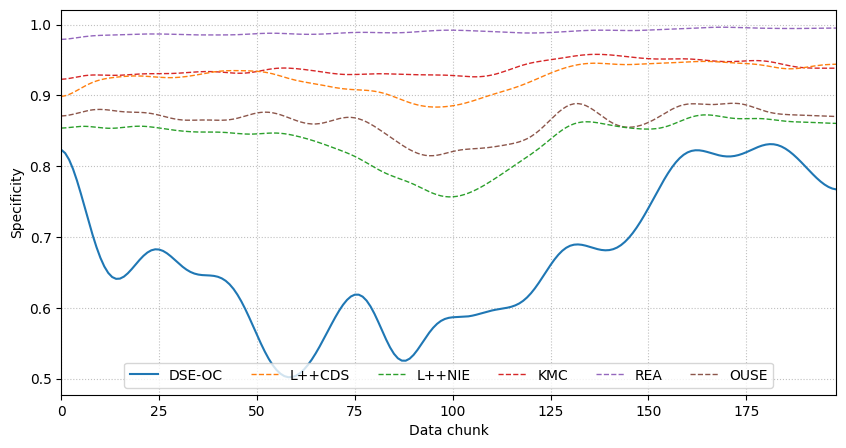 1.0
0.9
0.8
0.7
0.6
0.5
Specificity
DSE-OC L++CDS L++NIE KMC REA OUSE
0 25 50 75 100 125 150 175
Data chunk